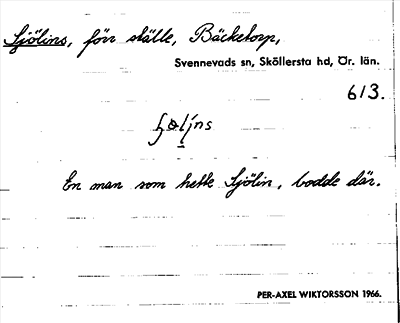 Sjölins, förr ställe, Bäcketorp,
Svennevads sn, Sköllersta hd, Ör. län.
613.
En man som hette Sjölin, bodde där.
PER-AXEL WIKTORSSON 1966.